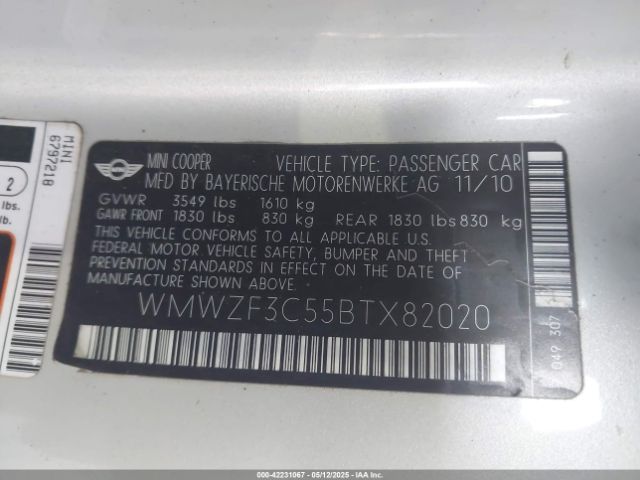 MINI
6797218
2
lbs.
lb.
MINI COOPER
VEHICLE TYPE: PASSENGER CAR
MFD BY BAYERISCHE MOTORENWERKE AG 11/10
GVWR 3549 lbs 1610 kg
GAWR FRONT 1830 lbs 830 kg REAR 1830 lbs 830 kg
THIS VEHICLE CONFORMS TO ALL APPLICABLE U.S.
FEDERAL MOTOR VEHICLE SAFETY, BUMPER AND THEFT
PREVENTION STANDARDS IN EFFECT ON THE DATE OF
MANUFACTURE SHOWN ABOVE.
WMWZF3C55BTX82020
049 307
000-42231067 - 05/12/2025 - IAAI.COM